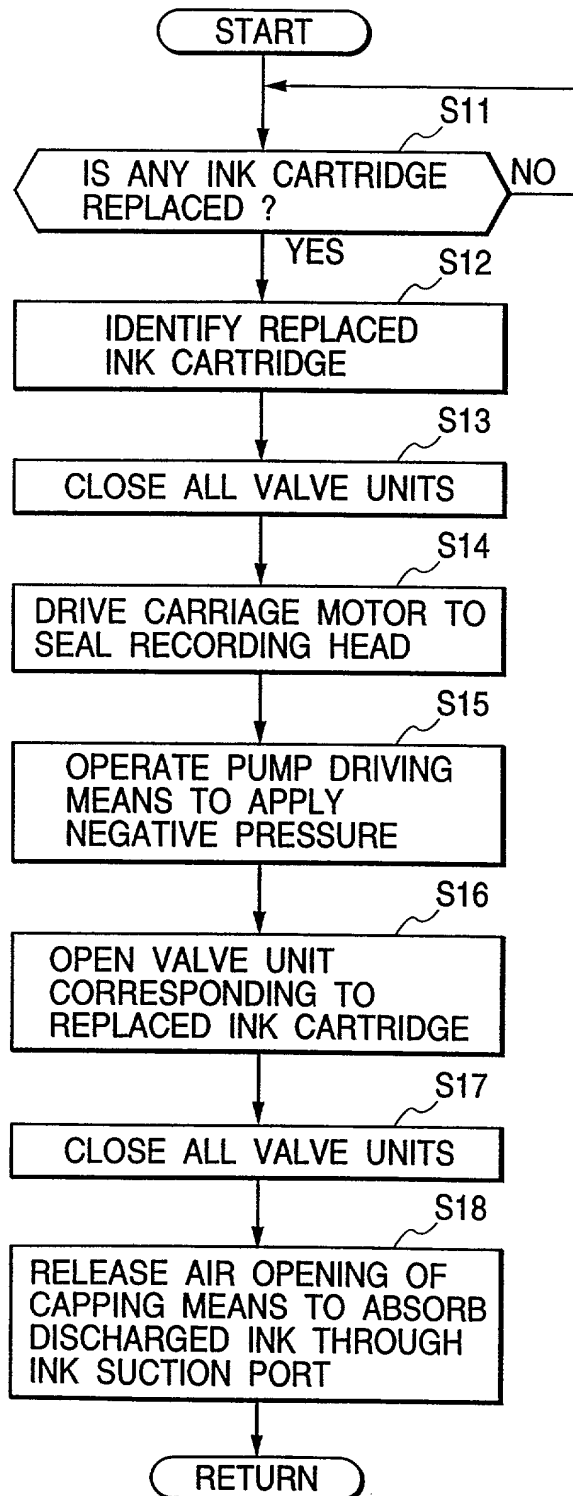 START
S11
IS ANY INK CARTRIDGE
REPLACED ?
NO
YES
S12
IDENTIFY REPLACED
INK CARTRIDGE
S13
CLOSE ALL VALVE UNITS
S14
DRIVE CARRIAGE MOTOR TO
SEAL RECORDING HEAD
S15
OPERATE PUMP DRIVING
MEANS TO APPLY
NEGATIVE PRESSURE
S16
OPEN VALVE UNIT
CORRESPONDING TO
REPLACED INK CARTRIDGE
S17
CLOSE ALL VALVE UNITS
S18
RELEASE AIR OPENING OF
CAPPING MEANS TO ABSORB
DISCHARGED INK THROUGH
INK SUCTION PORT
RETURN